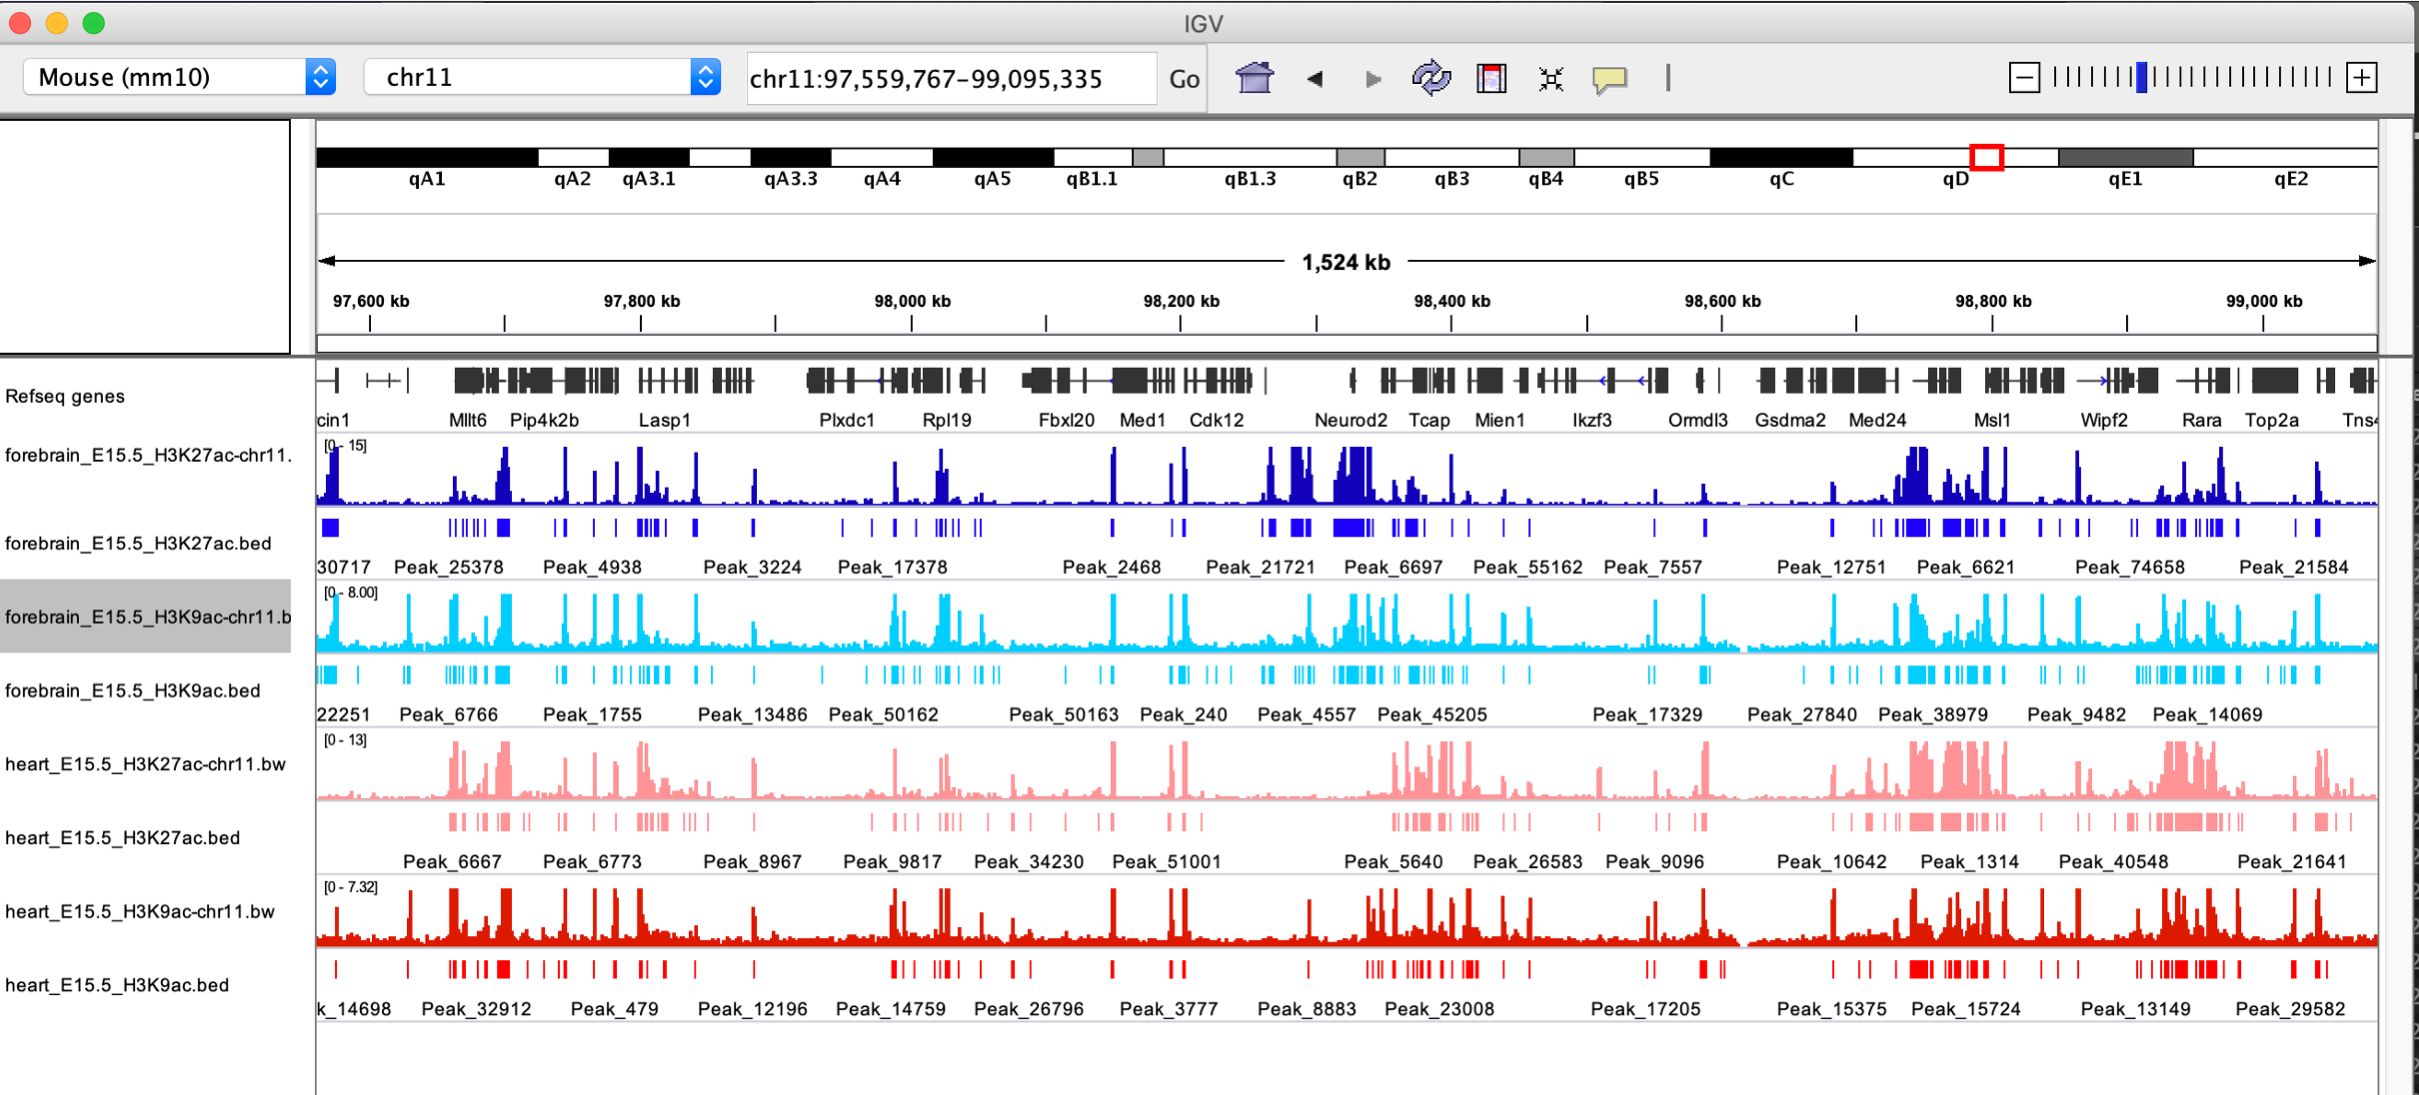 IGV
Mouse (mm10) chr11 chr11:97,559,767-99,095,335 Go
qA1 qA2 qA3.1 qA3.3 qA4 qA5 qB1.1 qB1.3 qB2 qB3 qB4 qB5 qC qD qE1 qE2
1,524 kb
97,600 kb 97,800 kb 98,000 kb 98,200 kb 98,400 kb 98,600 kb 98,800 kb 99,000 kb
Refseq genes
cin1 Mllt6 Pip4k2b Lasp1 Plxdc1 Rpl19 Fbxl20 Med1 Cdk12 Neurod2 Tcap Mien1 Ikzf3 Ormdl3 Gsdma2 Med24 Msl1 Wipf2 Rara Top2a Tns4
forebrain_E15.5_H3K27ac-chr11. [0 - 15]
forebrain_E15.5_H3K27ac.bed
30717 Peak_25378 Peak_4938 Peak_3224 Peak_17378 Peak_2468 Peak_21721 Peak_6697 Peak_55162 Peak_7557 Peak_12751 Peak_6621 Peak_74658 Peak_21584
forebrain_E15.5_H3K9ac-chr11.b [0 - 8.00]
forebrain_E15.5_H3K9ac.bed
22251 Peak_6766 Peak_1755 Peak_13486 Peak_50162 Peak_50163 Peak_240 Peak_4557 Peak_45205 Peak_17329 Peak_27840 Peak_38979 Peak_9482 Peak_14069
heart_E15.5_H3K27ac-chr11.bw [0 - 13]
heart_E15.5_H3K27ac.bed
Peak_6667 Peak_6773 Peak_8967 Peak_9817 Peak_34230 Peak_51001 Peak_5640 Peak_26583 Peak_9096 Peak_10642 Peak_1314 Peak_40548 Peak_21641
heart_E15.5_H3K9ac-chr11.bw [0 - 7.32]
heart_E15.5_H3K9ac.bed
k_14698 Peak_32912 Peak_479 Peak_12196 Peak_14759 Peak_26796 Peak_3777 Peak_8883 Peak_23008 Peak_17205 Peak_15375 Peak_15724 Peak_13149 Peak_29582